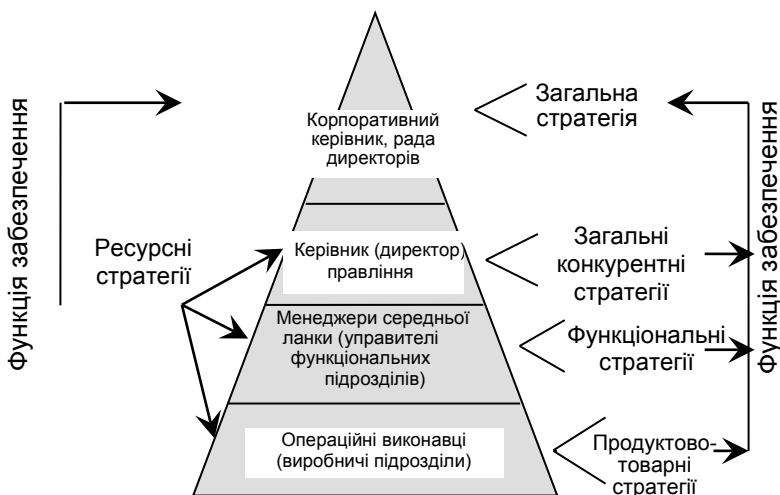 Функція забезпечення
Корпоративний
керівник, рада
директорів
Загальна
стратегія
Функція забезпечення
Ресурсні
стратегії
Керівник (директор)
правління
Загальні
конкурентні
стратегії
Менеджери середньої
ланки (управителі
функціональних
підрозділів)
Функціональні
стратегії
Операційні виконавці
(виробничі підрозділи)
Продуктово-
товарні
стратегії